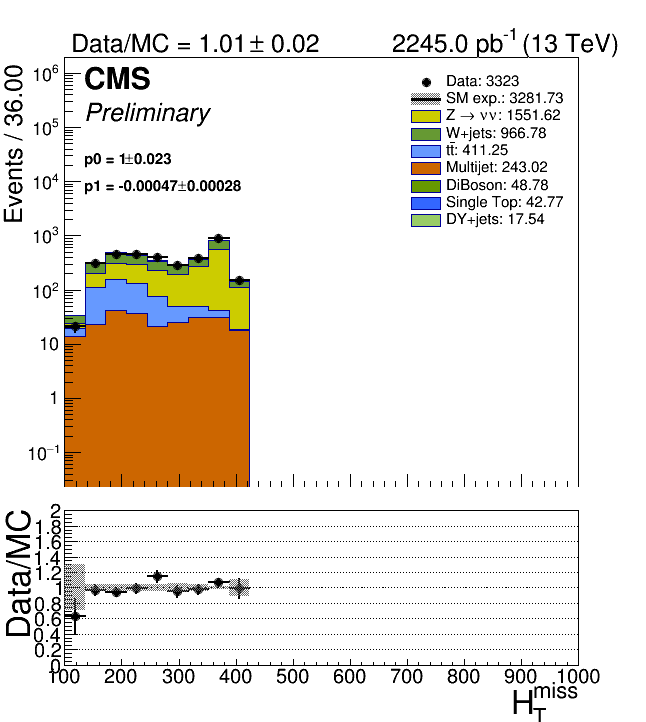 Data/MC = 1.01± 0.02 2245.0 pb⁻¹ (13 TeV)
CMS
Preliminary
p0 = 1±0.023
p1 = -0.00047±0.00028
Data: 3323
SM exp.: 3281.73
Z → νν: 1551.62
W+jets: 966.78
tt̄: 411.25
Multijet: 243.02
DiBoson: 48.78
Single Top: 42.77
DY+jets: 17.54
Events / 36.00
10⁶
10⁵
10⁴
10³
10²
10
1
10⁻¹
Data/MC
2
1.8
1.6
1.4
1.2
1
0.8
0.6
0.4
0.2
0
100 200 300 400 500 600 700 800 900 1000
H_T^miss